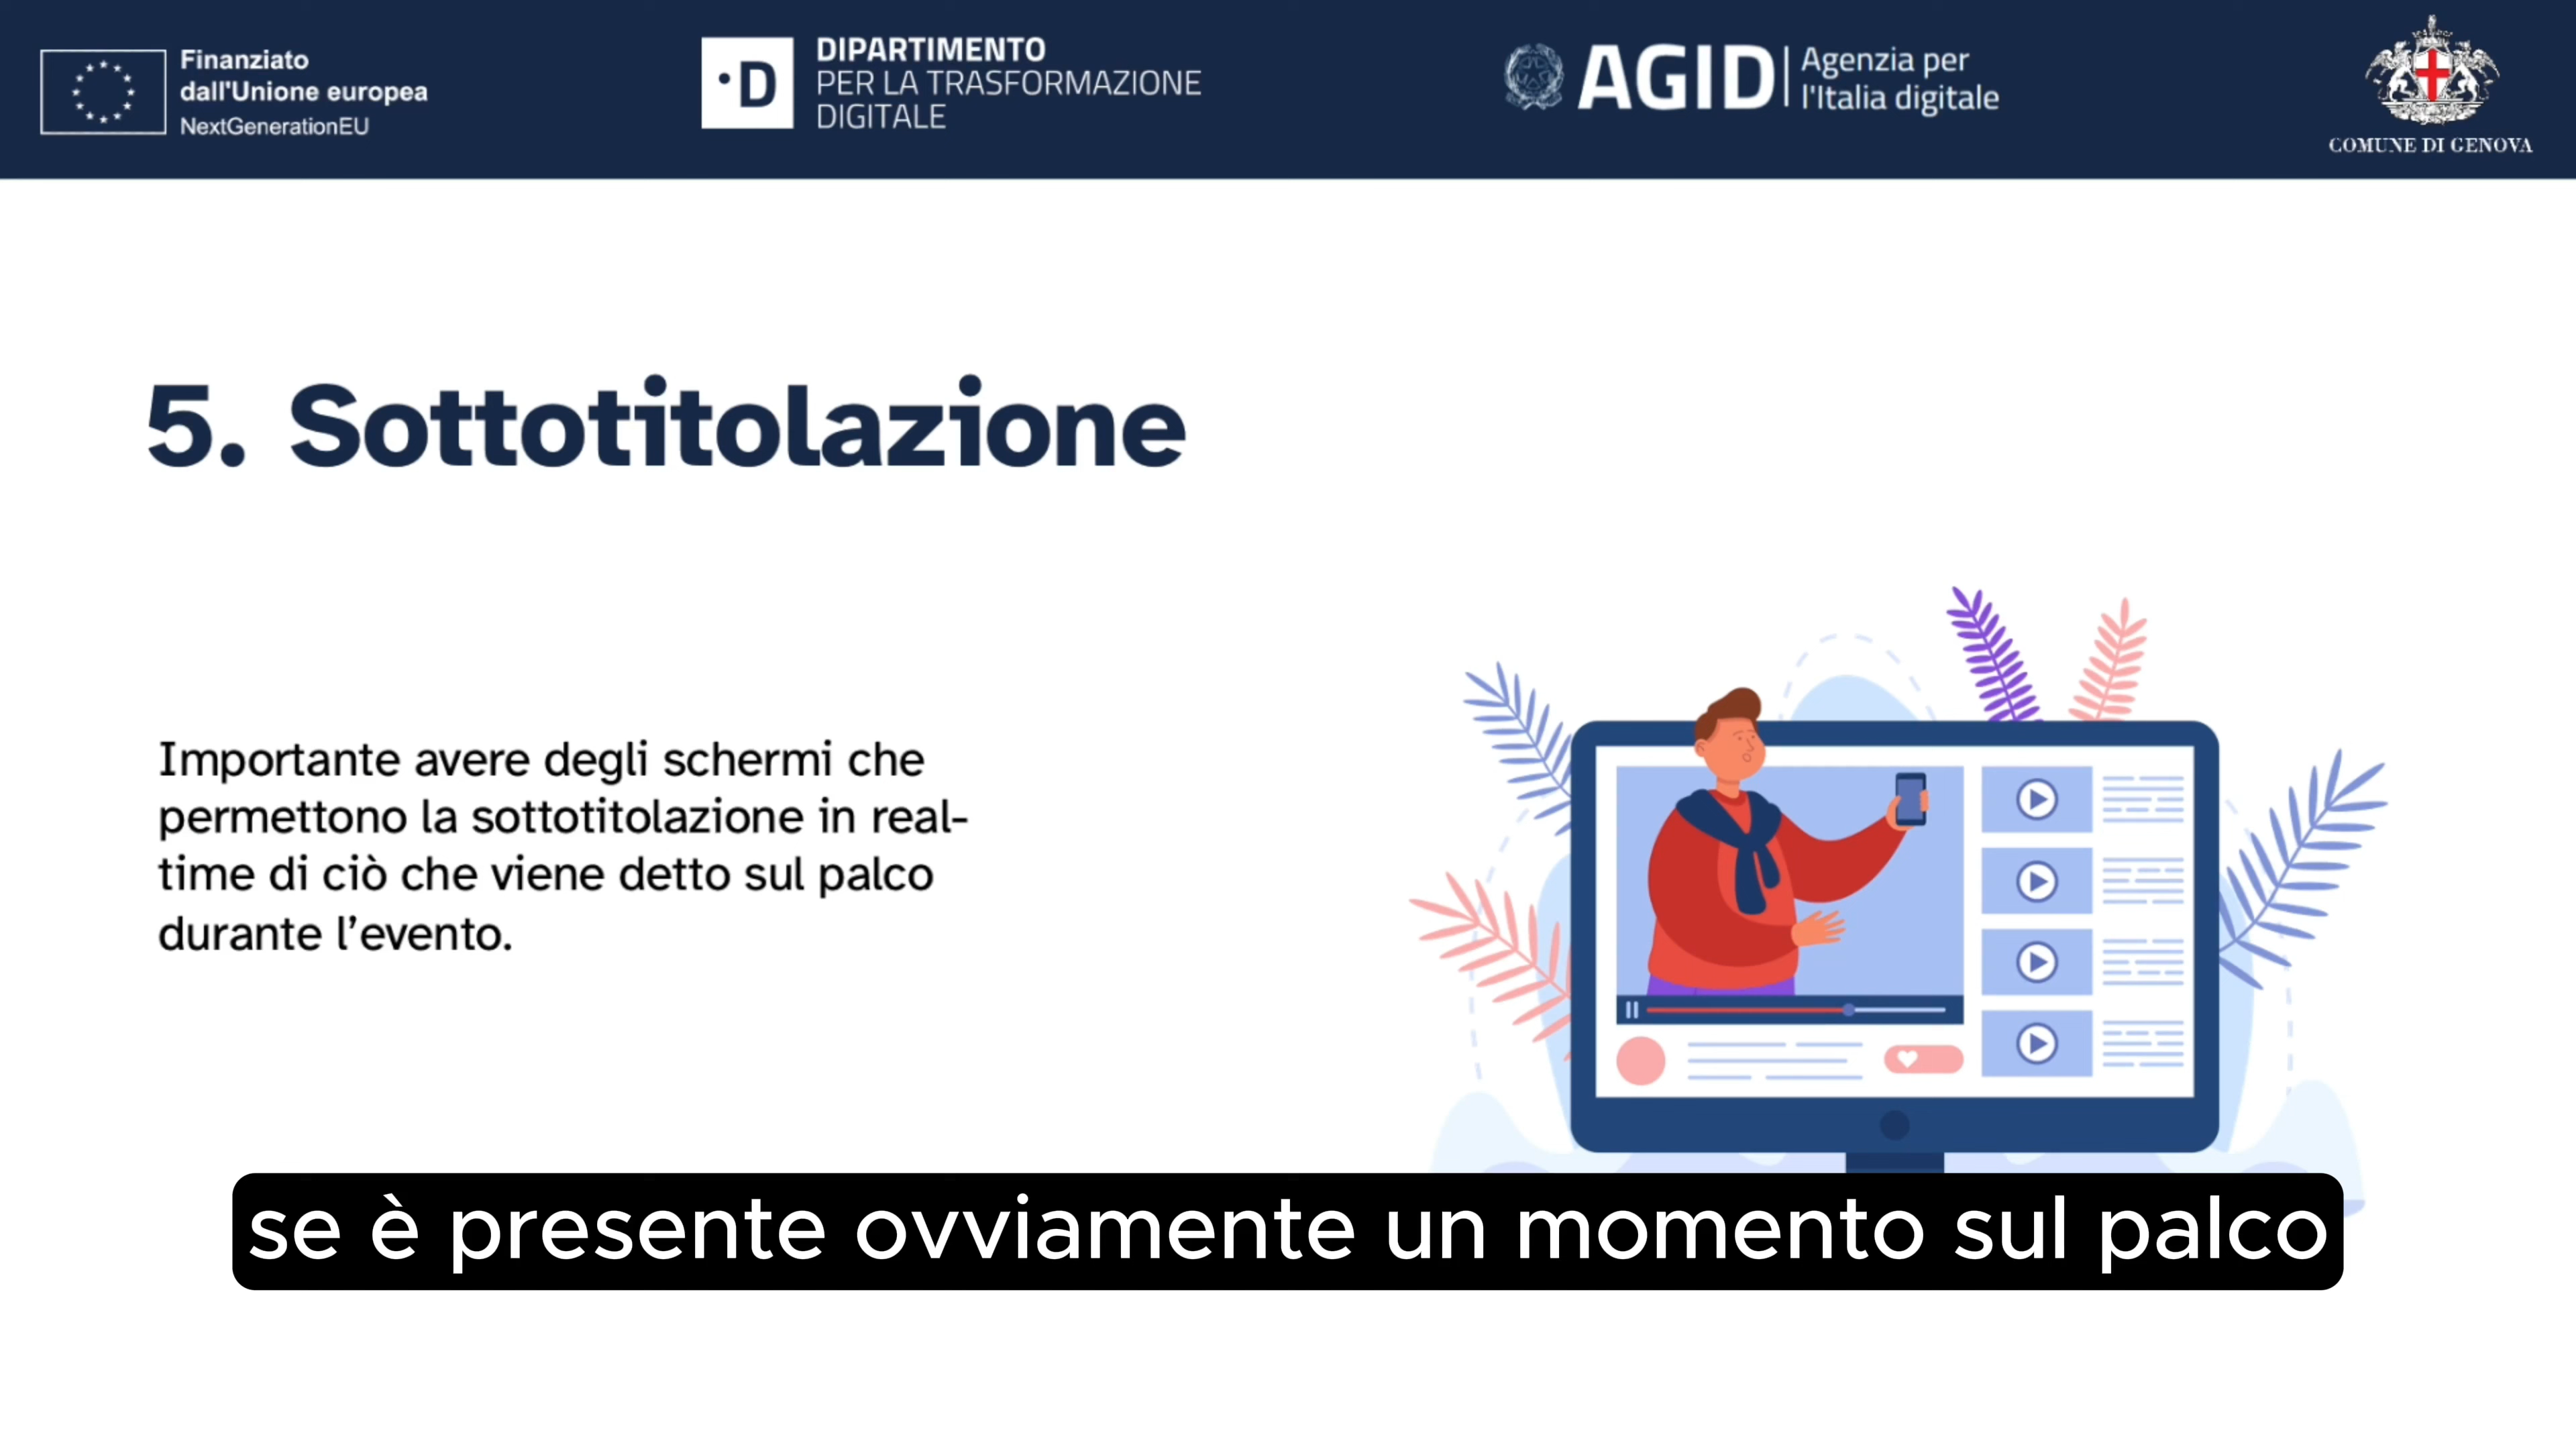 Finanziato
dall'Unione europea
NextGenerationEU
·D
DIPARTIMENTO
PER LA TRASFORMAZIONE
DIGITALE
AGID
Agenzia per
l'Italia digitale
COMUNE DI GENOVA
5. Sottotitolazione
Importante avere degli schermi che
permettono la sottotitolazione in real-
time di ciò che viene detto sul palco
durante l’evento.
se è presente ovviamente un momento sul palco